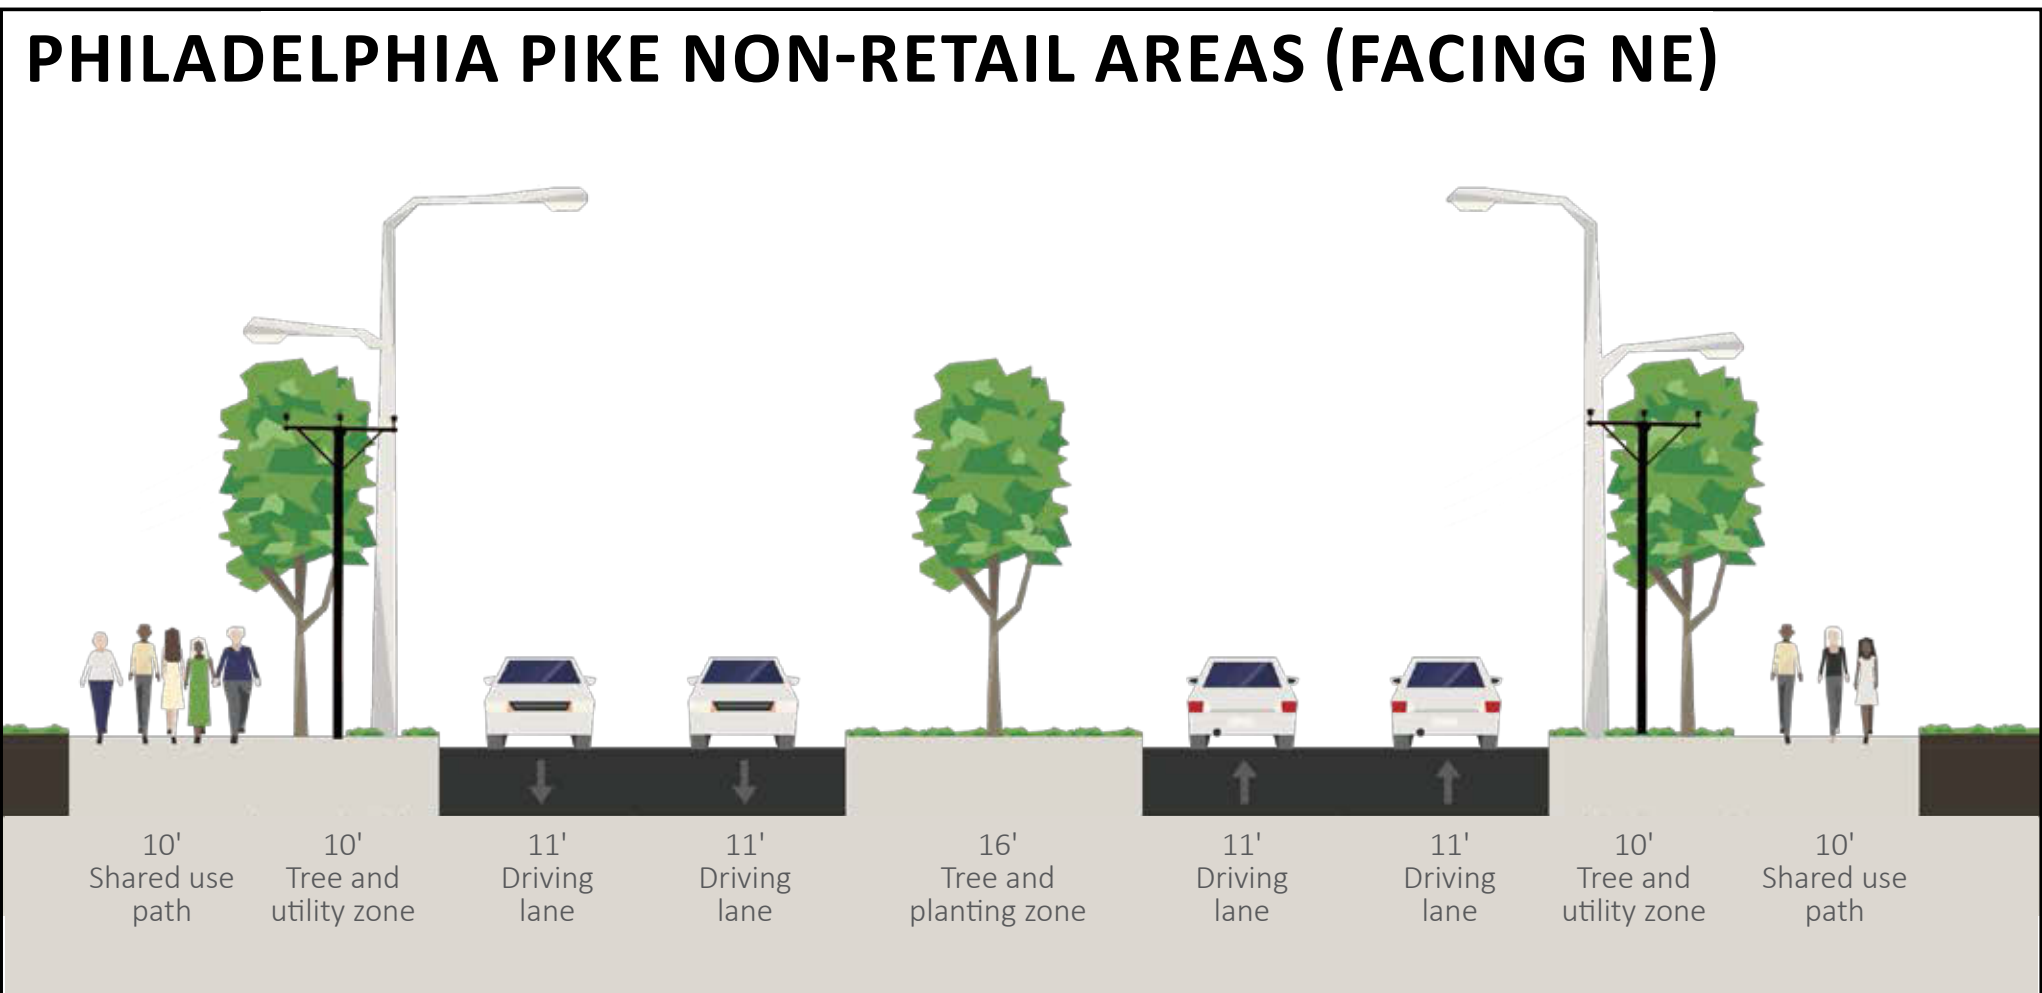 PHILADELPHIA PIKE NON-RETAIL AREAS (FACING NE)
10'
Shared use
path
10'
Tree and
utility zone
11'
Driving
lane
11'
Driving
lane
16'
Tree and
planting zone
11'
Driving
lane
11'
Driving
lane
10'
Tree and
utility zone
10'
Shared use
path